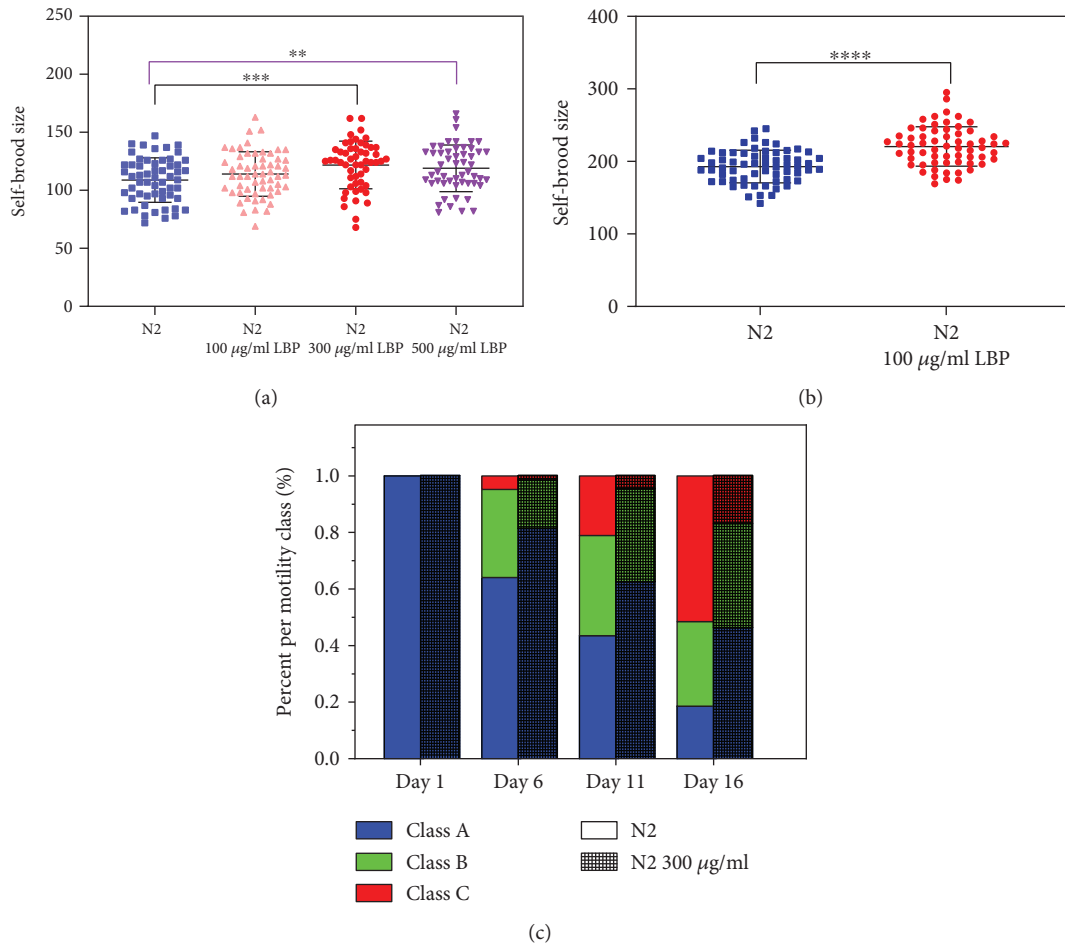 250
200
150
100
50
0
Self-brood size
**
***
N2
N2
100 μg/ml LBP
N2
300 μg/ml LBP
N2
500 μg/ml LBP
(a)
400
300
200
100
0
Self-brood size
****
N2
N2
100 μg/ml LBP
(b)
1.0
0.8
0.6
0.4
0.2
0.0
Percent per motility class (%)
Day 1
Day 6
Day 11
Day 16
Class A
Class B
Class C
N2
N2 300 μg/ml
(c)